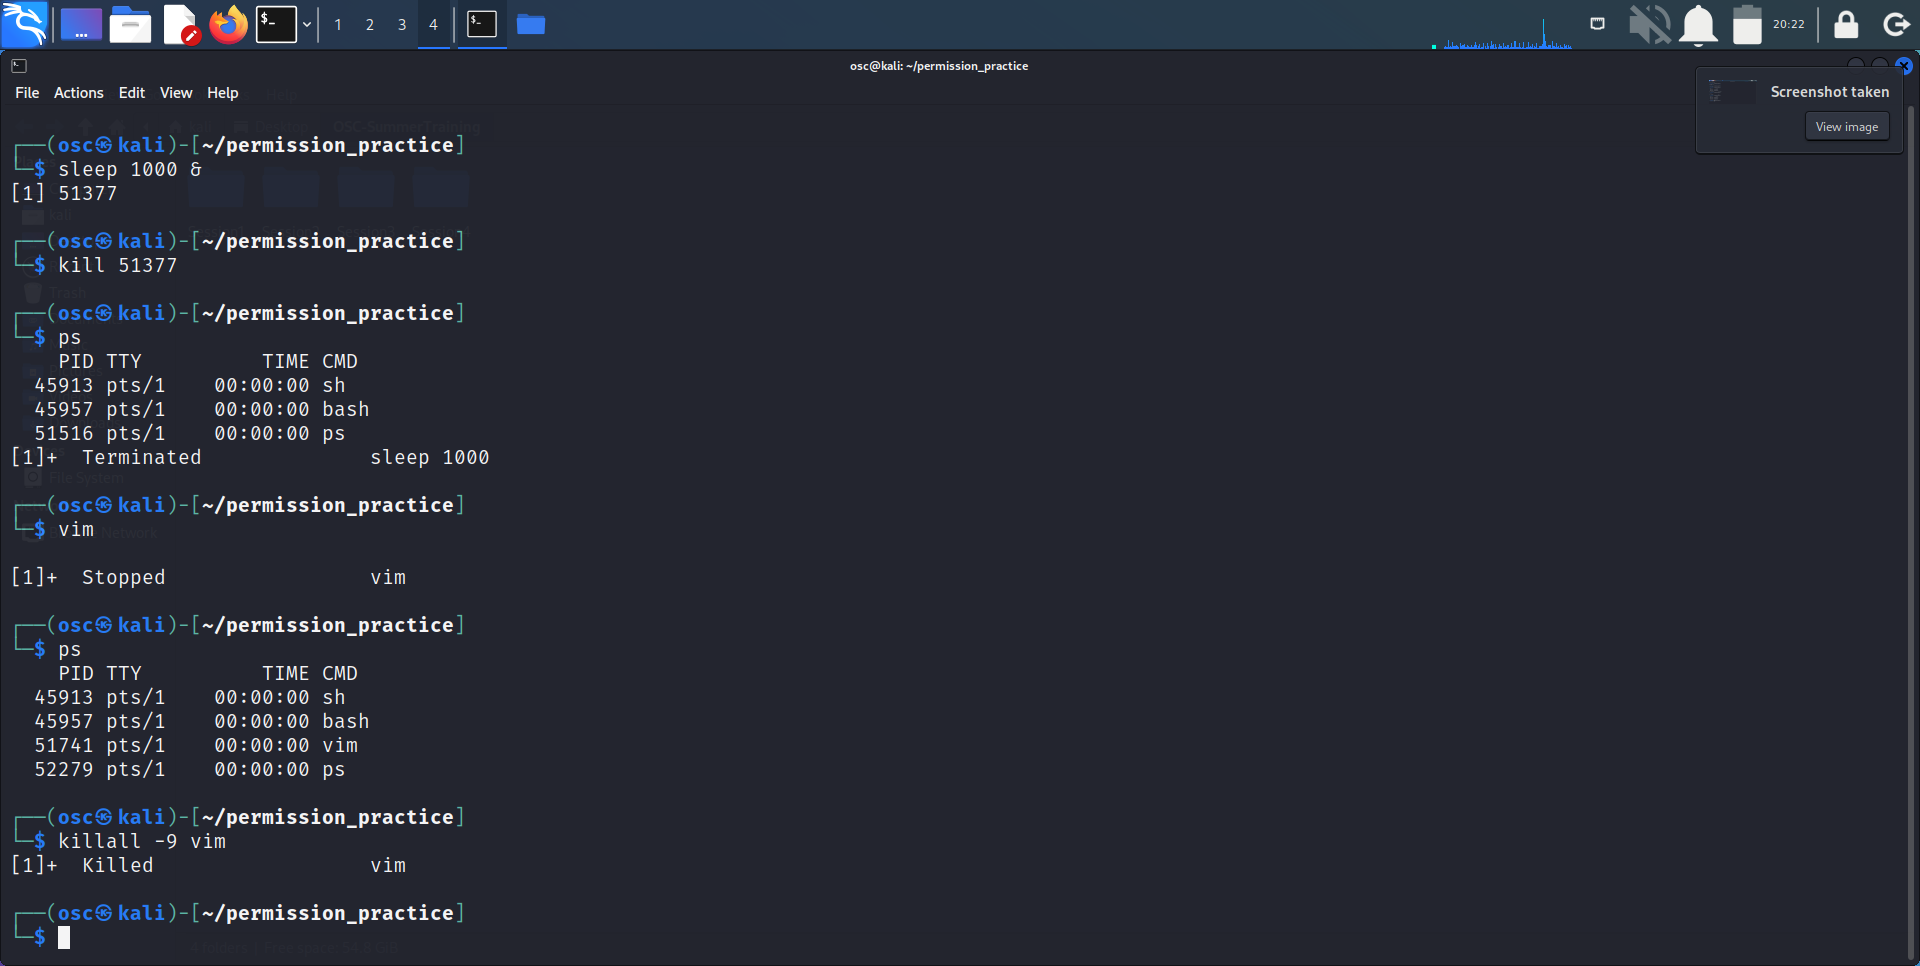 1 2 3 4
20:22
osc@kali: ~/permission_practice
File Actions Edit View Help
Screenshot taken
View image
┌──(osc㉿kali)-[~/permission_practice]
└─$ sleep 1000 &
[1] 51377
┌──(osc㉿kali)-[~/permission_practice]
└─$ kill 51377
┌──(osc㉿kali)-[~/permission_practice]
└─$ ps
PID TTY TIME CMD
45913 pts/1 00:00:00 sh
45957 pts/1 00:00:00 bash
51516 pts/1 00:00:00 ps
[1]+ Terminated sleep 1000
┌──(osc㉿kali)-[~/permission_practice]
└─$ vim
[1]+ Stopped vim
┌──(osc㉿kali)-[~/permission_practice]
└─$ ps
PID TTY TIME CMD
45913 pts/1 00:00:00 sh
45957 pts/1 00:00:00 bash
51741 pts/1 00:00:00 vim
52279 pts/1 00:00:00 ps
┌──(osc㉿kali)-[~/permission_practice]
└─$ killall -9 vim
[1]+ Killed vim
┌──(osc㉿kali)-[~/permission_practice]
└─$